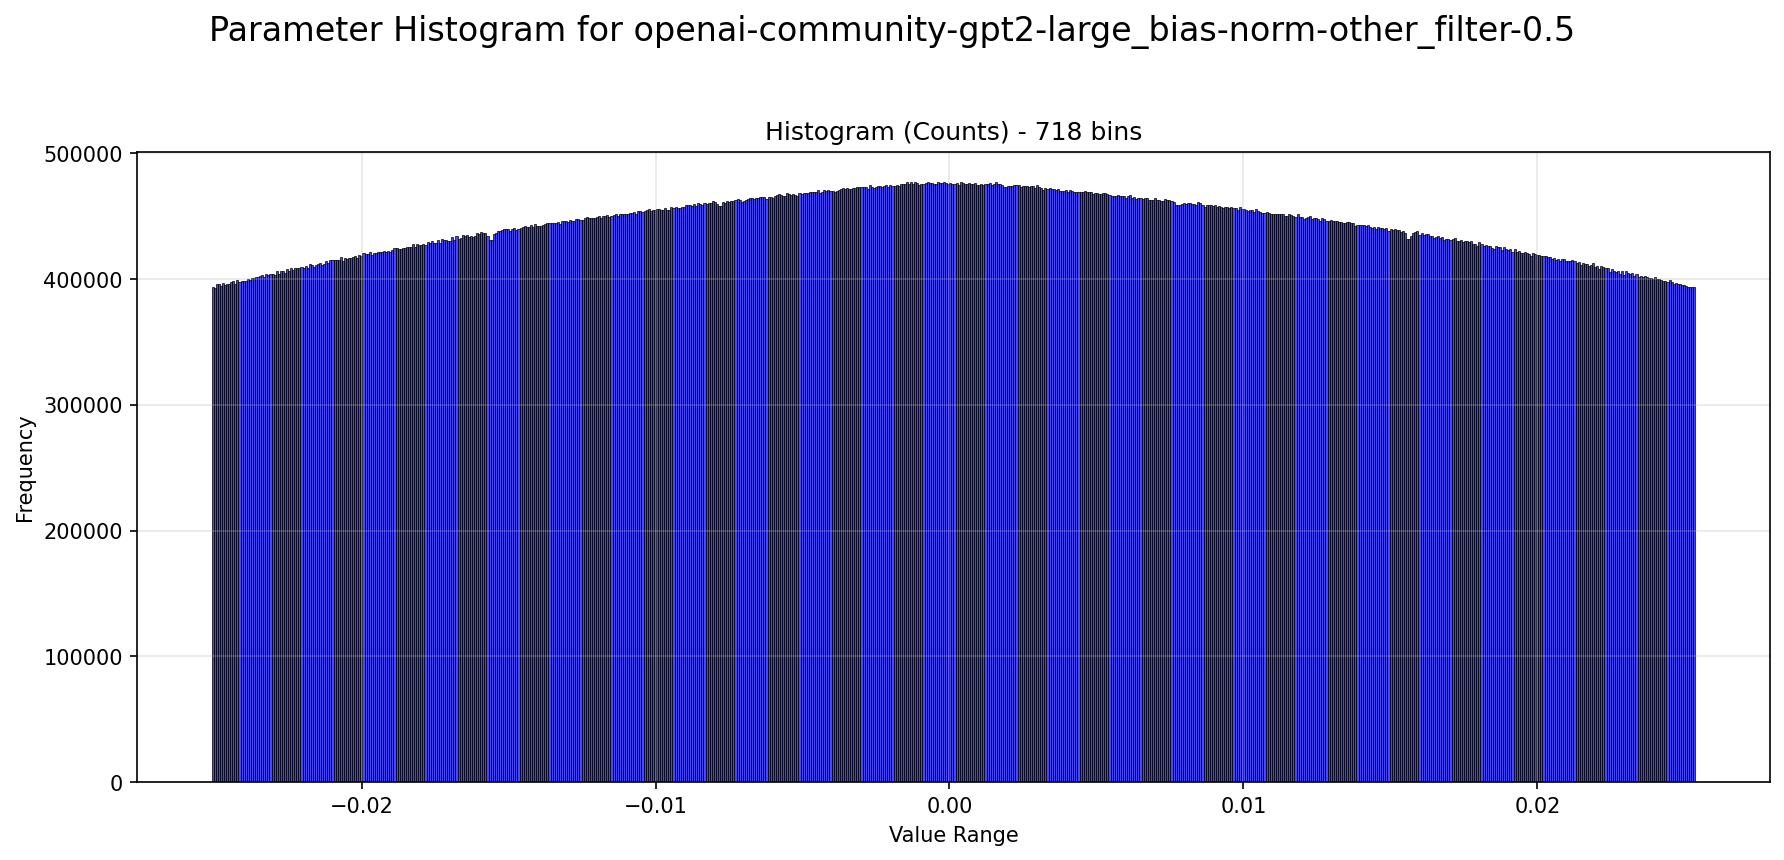 Parameter Histogram for openai-community-gpt2-large_bias-norm-other_filter-0.5
Histogram (Counts) - 718 bins
500000
400000
300000
200000
100000
0
Frequency
−0.02
−0.01
0.00
0.01
0.02
Value Range